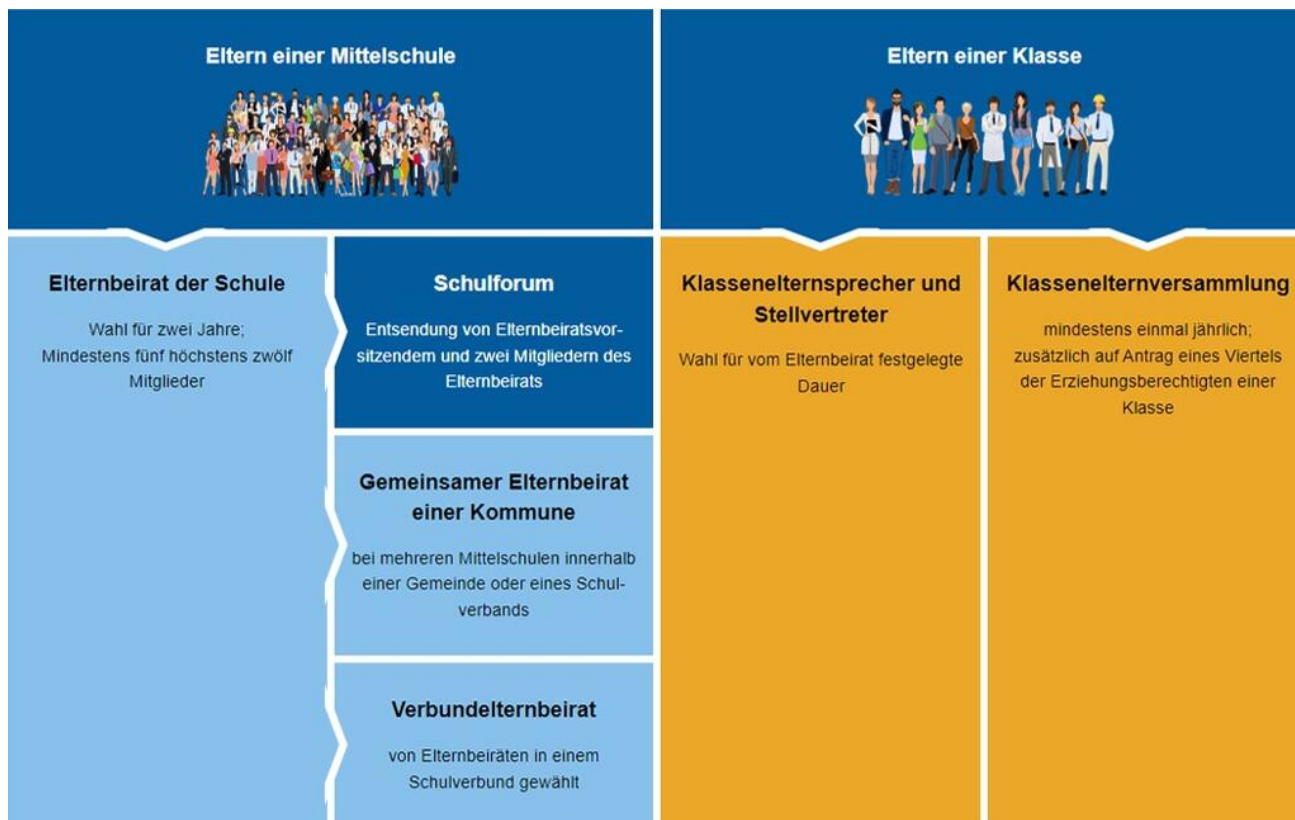 Eltern einer Mittelschule
Eltern einer Klasse
Elternbeirat der Schule
Wahl für zwei Jahre;
Mindestens fünf höchstens zwölf
Mitglieder
Schulforum
Entsendung von Elternbeiratsvor-
sitzendem und zwei Mitgliedern des
Elternbeirats
Gemeinsamer Elternbeirat
einer Kommune
bei mehreren Mittelschulen innerhalb
einer Gemeinde oder eines Schul-
verbands
Verbundelternbeirat
von Elternbeiräten in einem
Schulverbund gewählt
Klassenelternsprecher und
Stellvertreter
Wahl für vom Elternbeirat festgelegte
Dauer
Klassenelternversammlung
mindestens einmal jährlich;
zusätzlich auf Antrag eines Viertels
der Erziehungsberechtigten einer
Klasse